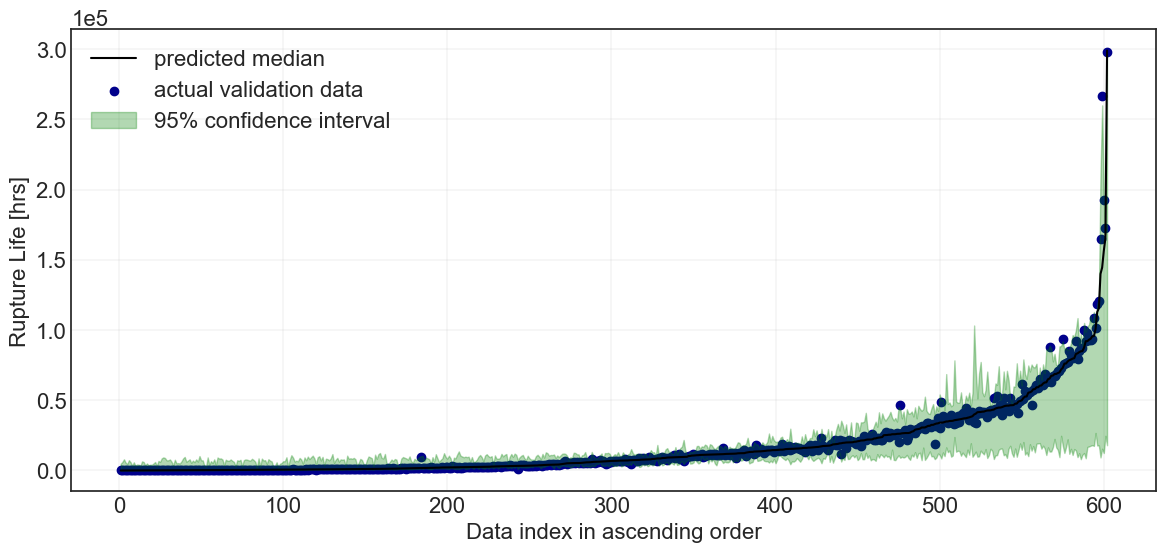 1e5
3.0
2.5
2.0
1.5
1.0
0.5
0.0
Rupture Life [hrs]
predicted median
actual validation data
95% confidence interval
0 100 200 300 400 500 600
Data index in ascending order